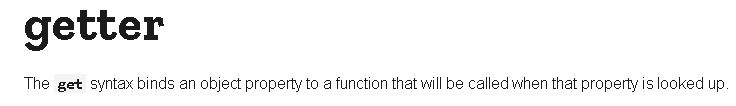 getter
The get syntax binds an object property to a function that will be called when that property is looked up.